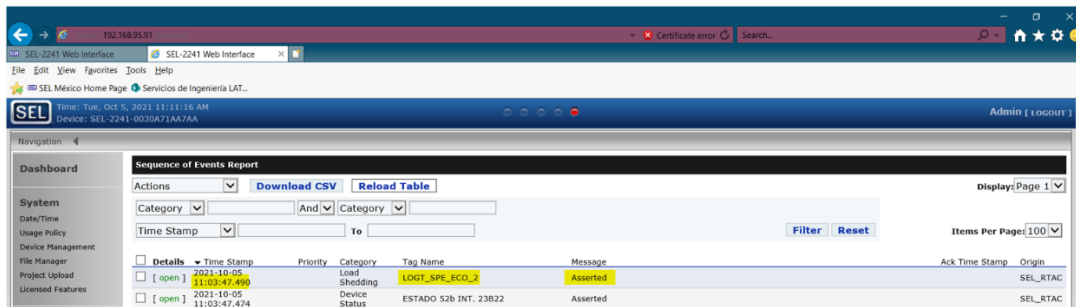 192.168.95.91 Certificate error Search...
SEL-2241 Web Interface SEL-2241 Web Interface
File Edit View Favorites Tools Help
SEL México Home Page Servicios de Ingeniería LAT...
SEL Time: Tue, Oct 5, 2021 11:11:16 AM
Device: SEL-2241-0030A71AA7AA
Admin [ LOGOUT ]
Navigation
Dashboard
System
Date/Time
Usage Policy
Device Management
File Manager
Project Upload
Licensed Features
Sequence of Events Report
Actions Download CSV Reload Table Display: Page 1
Category And Category
Time Stamp To Filter Reset Items Per Page: 100
Details Time Stamp Priority Category Tag Name Message Ack Time Stamp Origin
[ open ] 2021-10-05 11:03:47.490 Load Shedding LOGT_SPE_ECO_2 Asserted SEL_RTAC
[ open ] 2021-10-05 11:03:47.474 Device Status ESTADO 52b INT. 23B22 Asserted SEL_RTAC